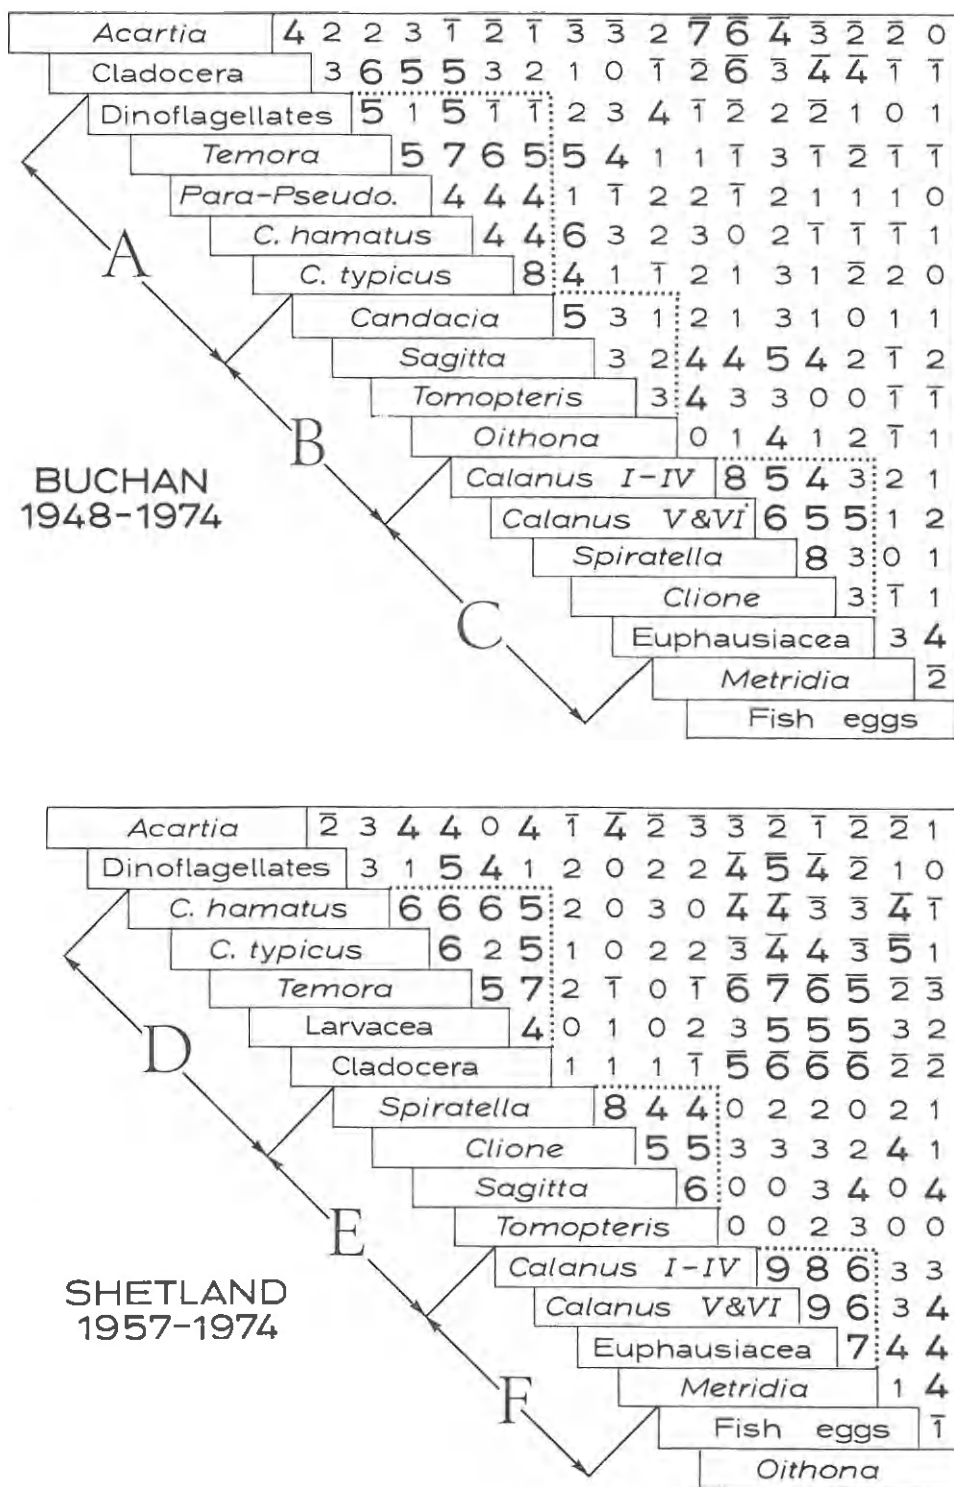 Acartia 4 2 2 3 1̄ 2̄ 1̄ 3̄ 3̄ 2 7̄ 6̄ 4̄ 3̄ 2̄ 2̄ 0
Cladocera 3 6 5 5 3 2 1 0 1̄ 2̄ 6̄ 3̄ 4̄ 4̄ 1̄ 1̄
Dinoflagellates 5 1 5 1̄ 1̄ 2 3 4 1̄ 2̄ 2 2̄ 1 0 1
Temora 5 7 6 5 5 4 1 1 1̄ 3 1̄ 2̄ 1̄ 1̄
Para-Pseudo. 4 4 4 1 1̄ 2 2 1̄ 2 1 1 1 0
C. hamatus 4 4 6 3 2 3 0 2 1̄ 1̄ 1̄ 1
A
C. typicus 8 4 1 1̄ 2 1 3 1 2̄ 2 0
Candacia 5 3 1 2 1 3 1 0 1 1
Sagitta 3 2 4 4 5 4 2 1̄ 2
Tomopteris 3 4 3 3 0 0 1̄ 1̄
B
Oithona 0 1 4 1 2 1̄ 1
Calanus I-IV 8 5 4 3 2 1
BUCHAN
1948-1974
Calanus V&VI 6 5 5 1 2
Spiratella 8 3 0 1
Clione 3 1̄ 1
C
Euphausiacea 3 4
Metridia 2̄
Fish eggs
Acartia 2̄ 3 4 4 0 4 1̄ 4̄ 2̄ 3̄ 3̄ 2̄ 1̄ 2̄ 2̄ 1
Dinoflagellates 3 1 5 4 1 2 0 2 2 4̄ 5̄ 4̄ 2̄ 1 0
C. hamatus 6 6 6 5 2 0 3 0 4̄ 4̄ 3̄ 3̄ 4̄ 1̄
C. typicus 6 2 5 1 0 2 2 3̄ 4̄ 4̄ 3̄ 5̄ 1
Temora 5 7 2 1̄ 0 1̄ 6̄ 7̄ 6̄ 5̄ 2̄ 3̄
D
Larvacea 4 0 1 0 2 3̄ 5̄ 5̄ 5̄ 3 2
Cladocera 1 1 1 1̄ 5̄ 6̄ 6̄ 6̄ 2̄ 2̄
Spiratella 8 4 4 0 2 2 0 2 1
Clione 5 5 3 3 3 2 4 1
Sagitta 6 0 0 3 4 0 4
E
Tomopteris 0 0 2 3 0 0
Calanus I-IV 9 8 6 3 3
SHETLAND
1957-1974
Calanus V&VI 9 6 3 4
Euphausiacea 7 4 4
F
Metridia 1 4
Fish eggs 1̄
Oithona